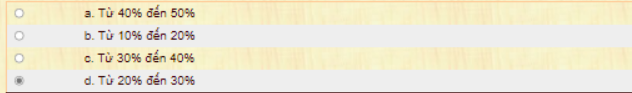 a. Từ 40% đến 50%
b. Từ 10% đến 20%
c. Từ 30% đến 40%
d. Từ 20% đến 30%